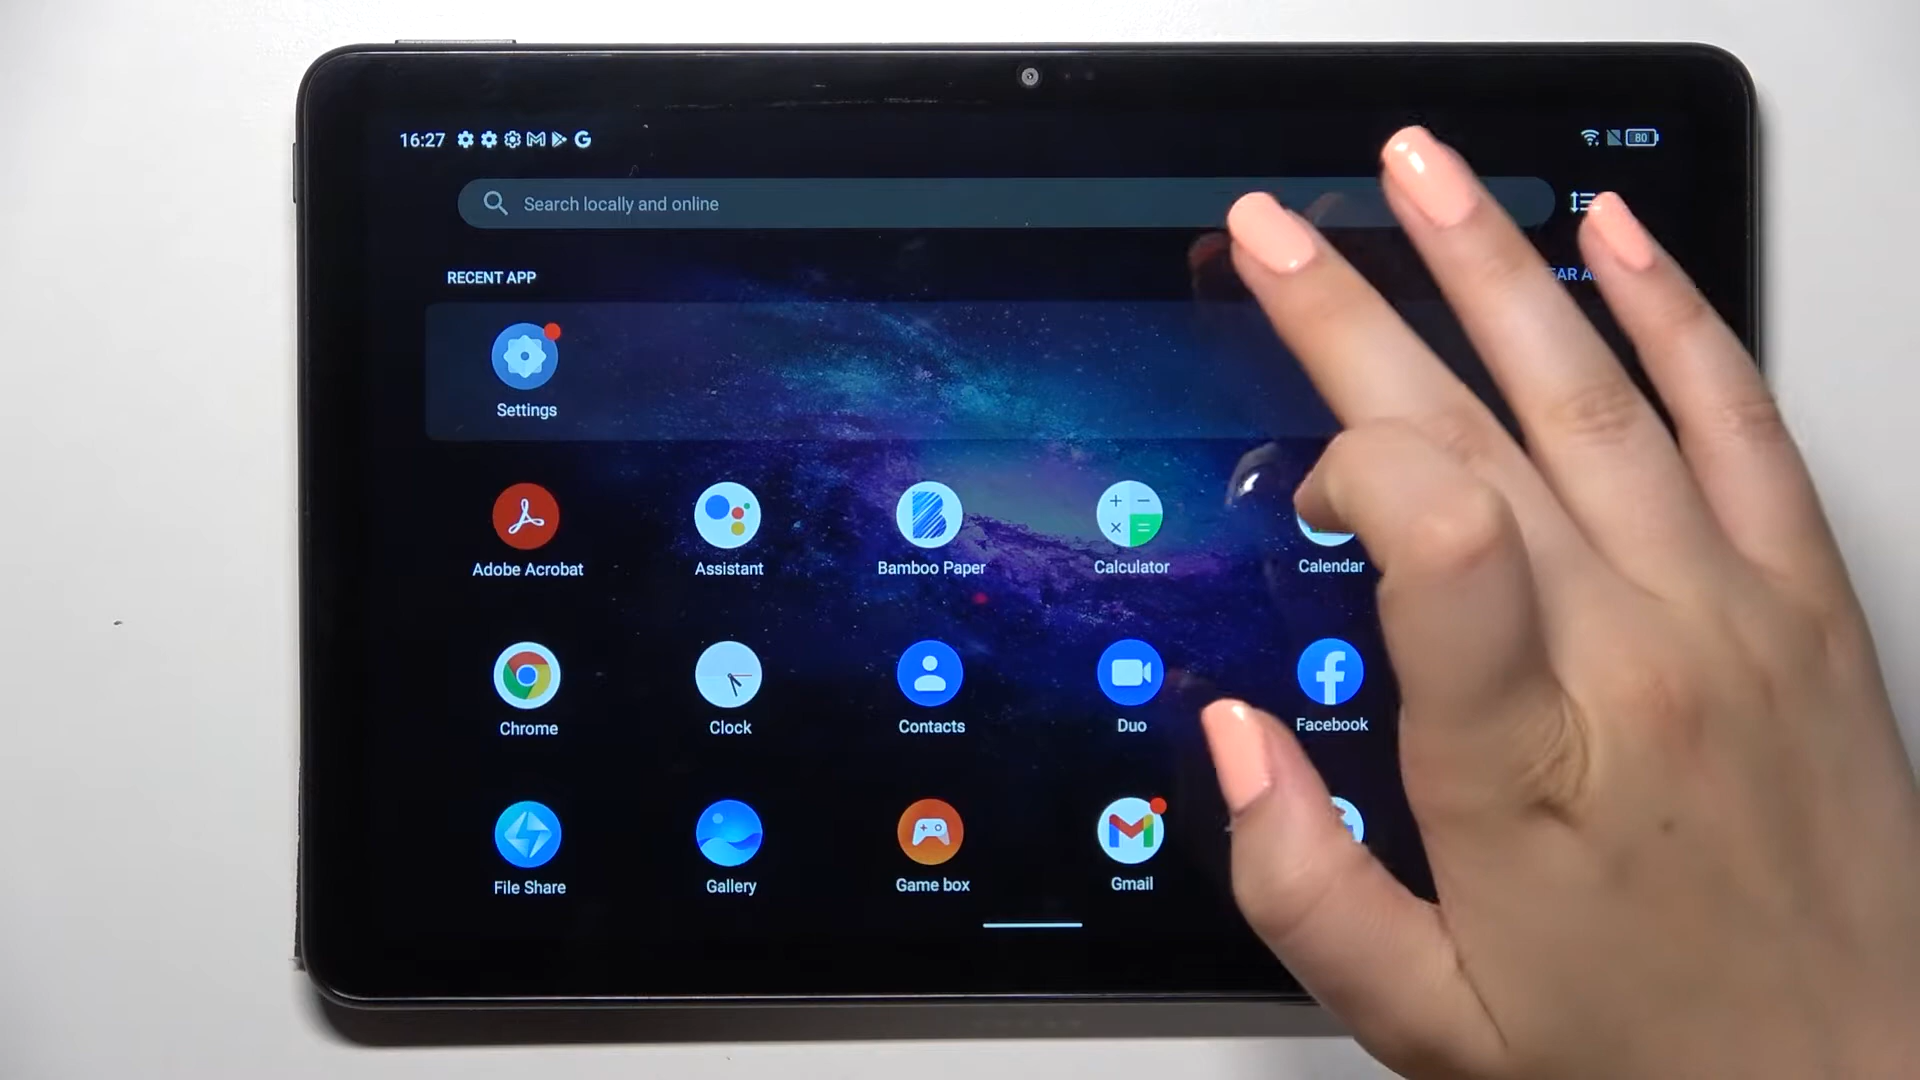 16:27 80
Search locally and online
RECENT APP
Settings
Adobe Acrobat Assistant Bamboo Paper Calculator Calendar
Chrome Clock Contacts Duo Facebook
File Share Gallery Game box Gmail